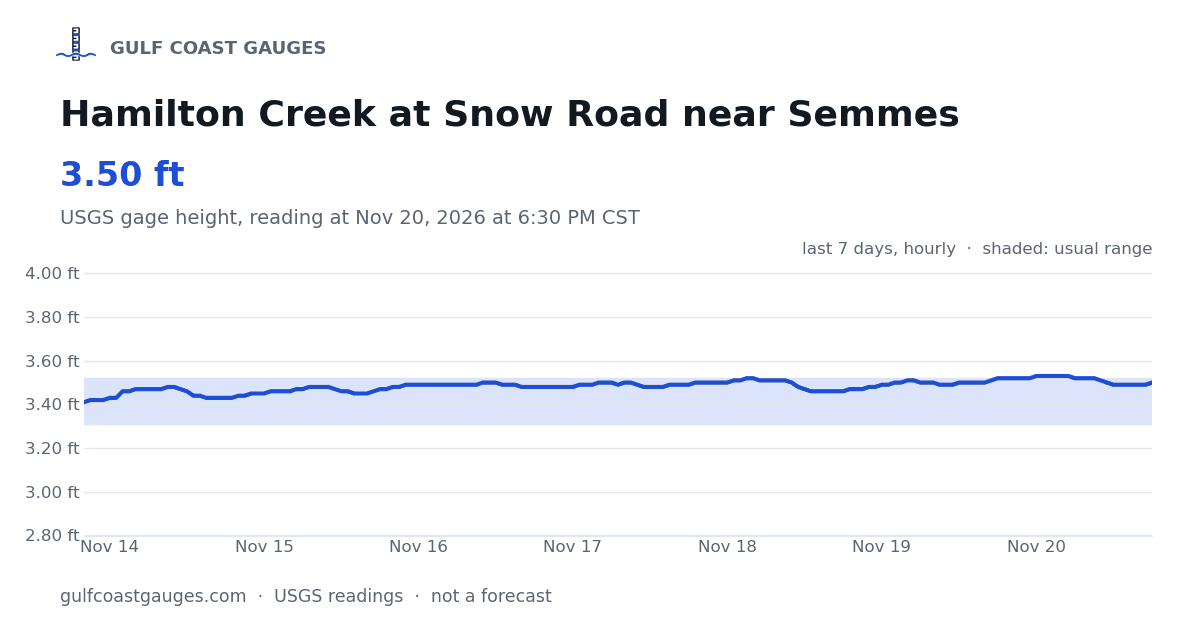 GULF COAST GAUGES
Hamilton Creek at Snow Road near Semmes
3.50 ft
USGS gage height, reading at Nov 20, 2026 at 6:30 PM CST
last 7 days, hourly · shaded: usual range
4.00 ft
3.80 ft
3.60 ft
3.40 ft
3.20 ft
3.00 ft
2.80 ft
Nov 14 Nov 15 Nov 16 Nov 17 Nov 18 Nov 19 Nov 20
gulfcoastgauges.com · USGS readings · not a forecast